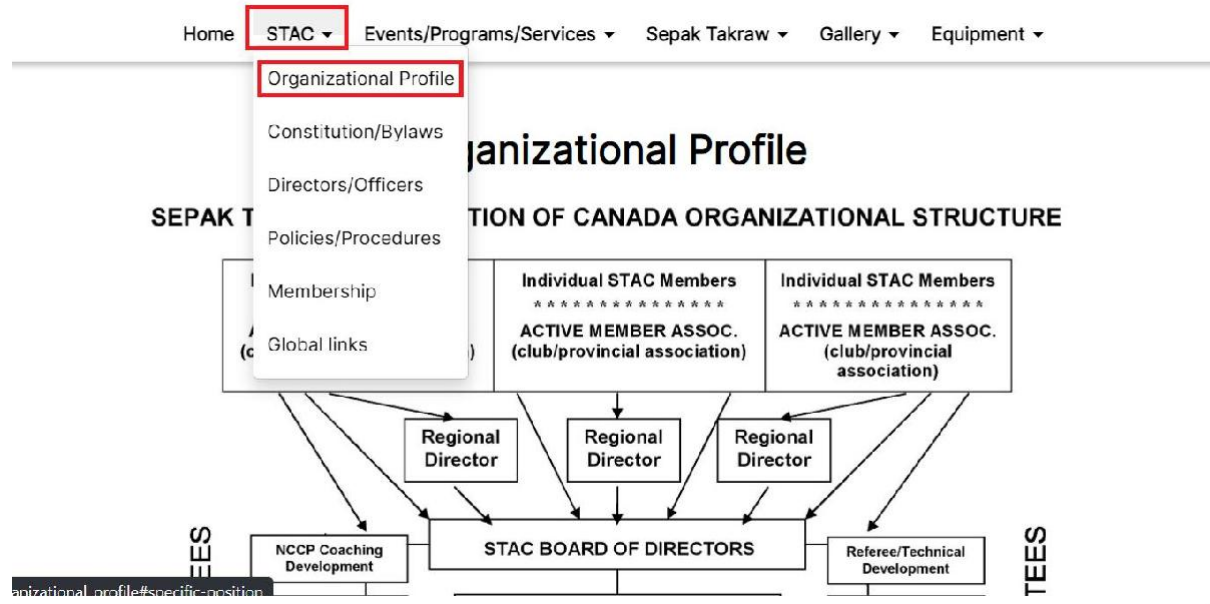 Home STAC Events/Programs/Services Sepak Takraw Gallery Equipment
Organizational Profile
Constitution/Bylaws
Directors/Officers
Policies/Procedures
Membership
Global links
ganizational Profile
SEPAK T TION OF CANADA ORGANIZATIONAL STRUCTURE
Individual STAC Members
* * * * * * * * * * * * * * *
ACTIVE MEMBER ASSOC.
(club/provincial association)
Individual STAC Members
* * * * * * * * * * * * * * *
ACTIVE MEMBER ASSOC.
(club/provincial
association)
Regional
Director
Regional
Director
Regional
Director
NCCP Coaching
Development
STAC BOARD OF DIRECTORS
Referee/Technical
Development
EES
TEES
anizational_profile#specific-position